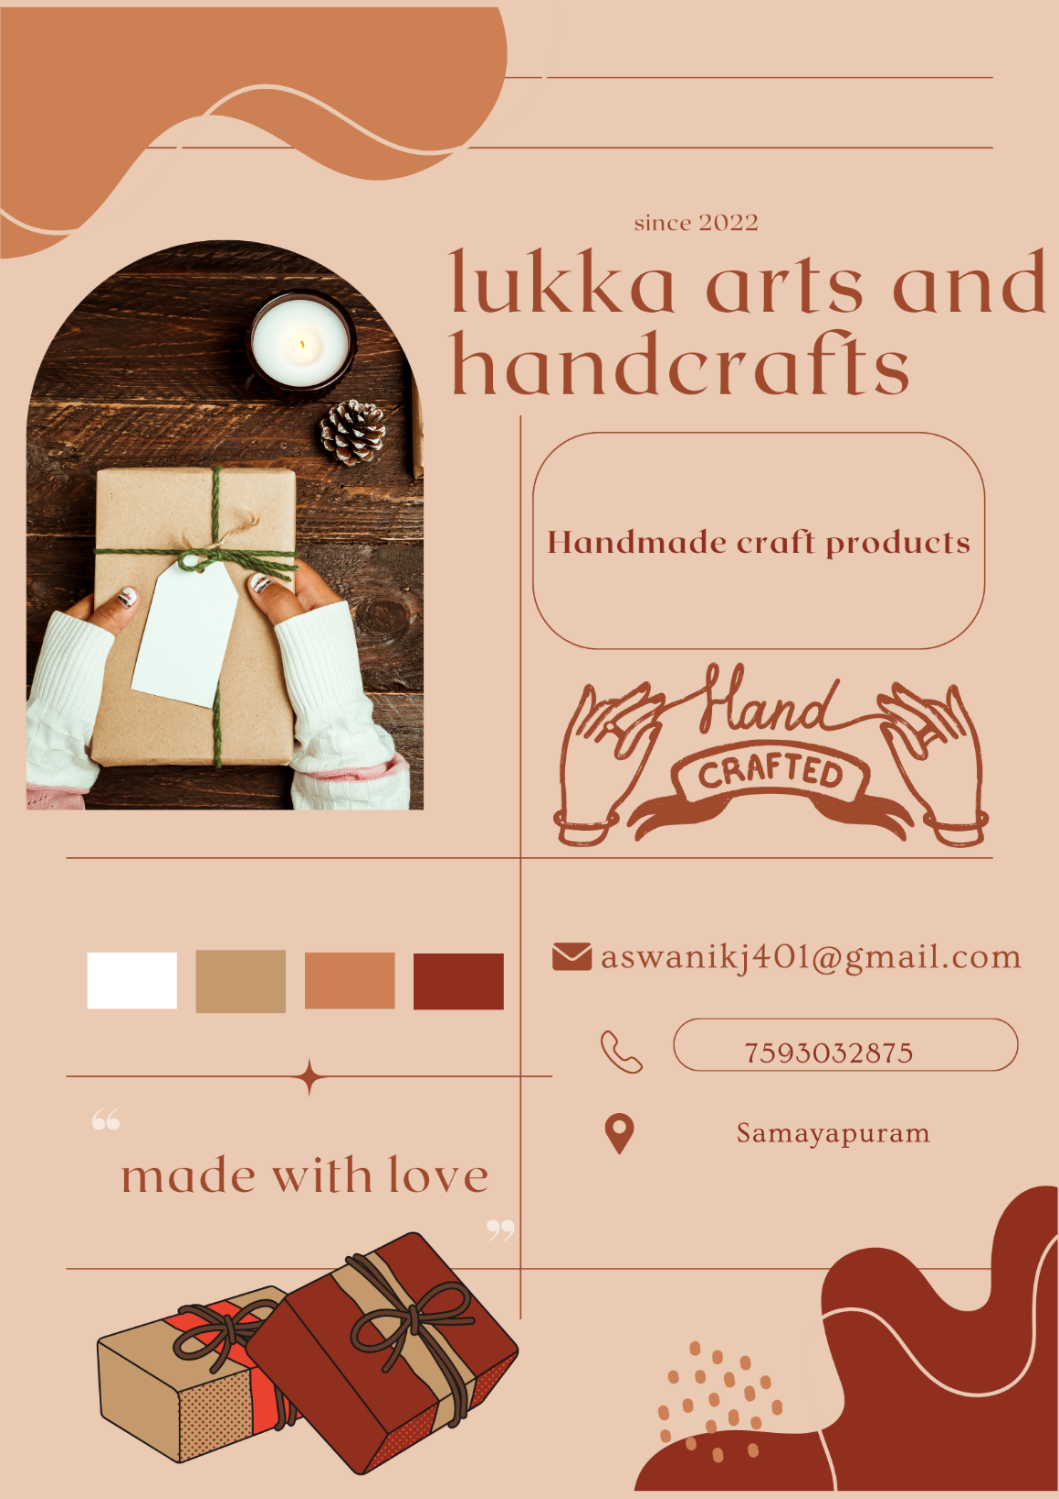 since 2022
lukka arts and
handcrafts
Handmade craft products
Hand
CRAFTED
aswanikj401@gmail.com
7593032875
Samayapuram
“
made with love
”